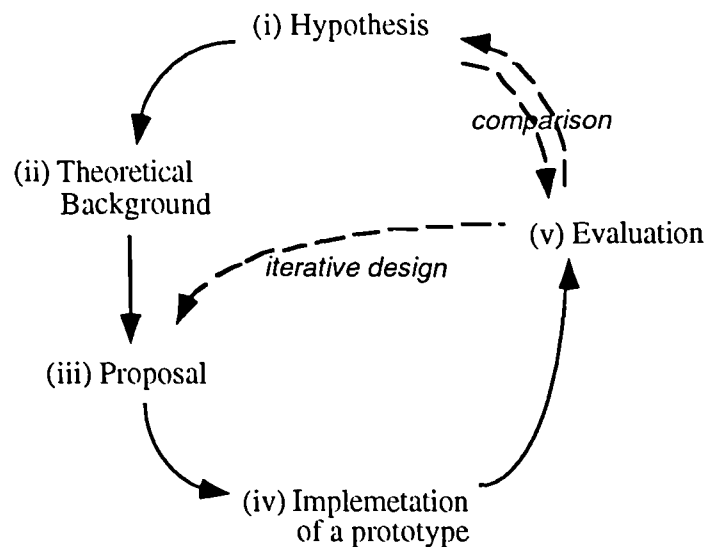 (i) Hypothesis
comparison
(ii) Theoretical
Background
(v) Evaluation
iterative design
(iii) Proposal
(iv) Implemetation
of a prototype